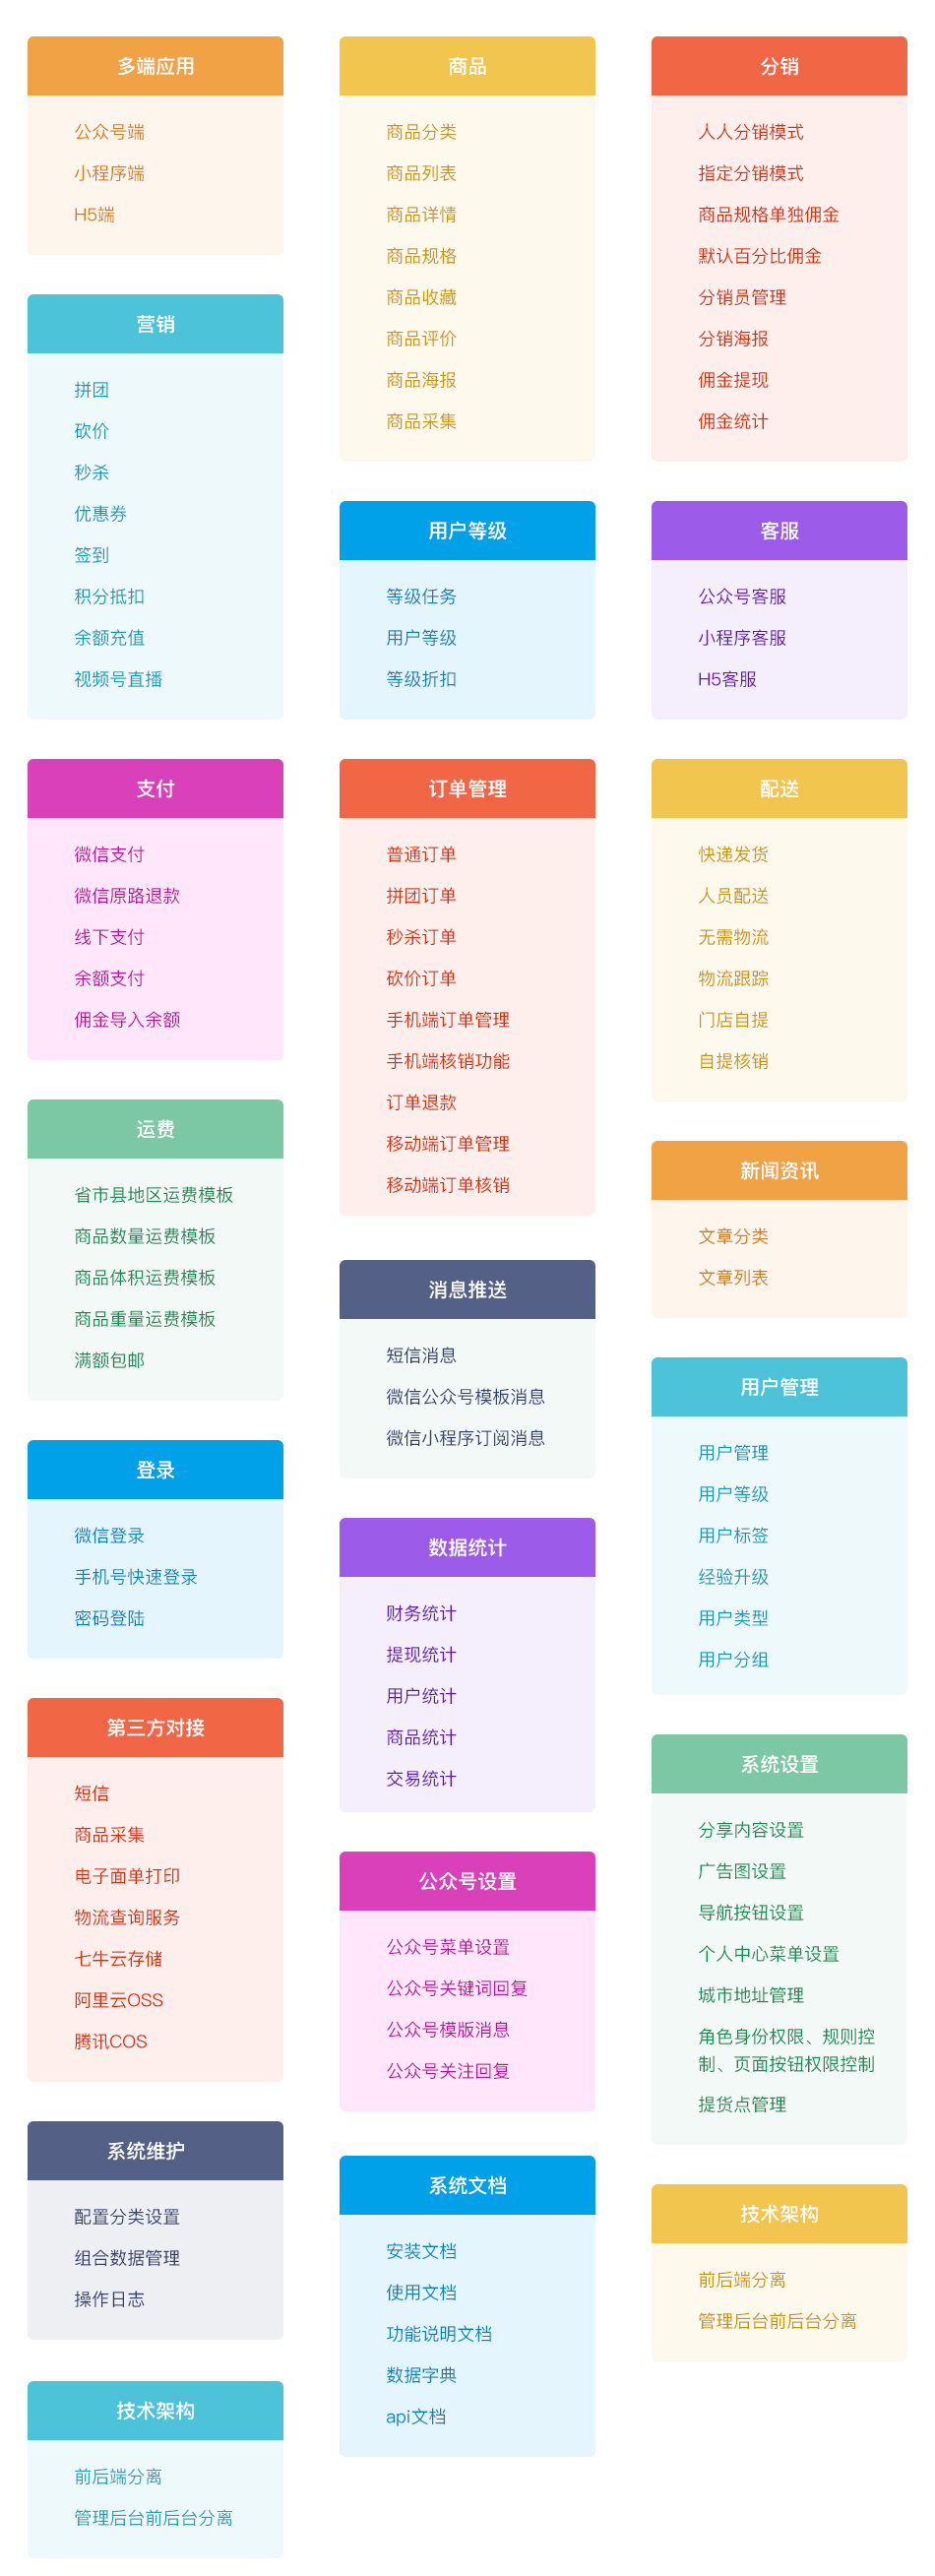 多端应用
公众号端
小程序端
H5端
营销
拼团
砍价
秒杀
优惠券
签到
积分抵扣
余额充值
视频号直播
支付
微信支付
微信原路退款
线下支付
余额支付
佣金导入余额
运费
省市县地区运费模板
商品数量运费模板
商品体积运费模板
商品重量运费模板
满额包邮
登录
微信登录
手机号快速登录
密码登陆
第三方对接
短信
商品采集
电子面单打印
物流查询服务
七牛云存储
阿里云OSS
腾讯COS
系统维护
配置分类设置
组合数据管理
操作日志
技术架构
前后端分离
管理后台前后台分离
商品
商品分类
商品列表
商品详情
商品规格
商品收藏
商品评价
商品海报
商品采集
用户等级
等级任务
用户等级
等级折扣
订单管理
普通订单
拼团订单
秒杀订单
砍价订单
手机端订单管理
手机端核销功能
订单退款
移动端订单管理
移动端订单核销
消息推送
短信消息
微信公众号模板消息
微信小程序订阅消息
数据统计
财务统计
提现统计
用户统计
商品统计
交易统计
公众号设置
公众号菜单设置
公众号关键词回复
公众号模版消息
公众号关注回复
系统文档
安装文档
使用文档
功能说明文档
数据字典
api文档
分销
人人分销模式
指定分销模式
商品规格单独佣金
默认百分比佣金
分销员管理
分销海报
佣金提现
佣金统计
客服
公众号客服
小程序客服
H5客服
配送
快递发货
人员配送
无需物流
物流跟踪
门店自提
自提核销
新闻资讯
文章分类
文章列表
用户管理
用户管理
用户等级
用户标签
经验升级
用户类型
用户分组
系统设置
分享内容设置
广告图设置
导航按钮设置
个人中心菜单设置
城市地址管理
角色身份权限、规则控
制、页面按钮权限控制
提货点管理
技术架构
前后端分离
管理后台前后台分离